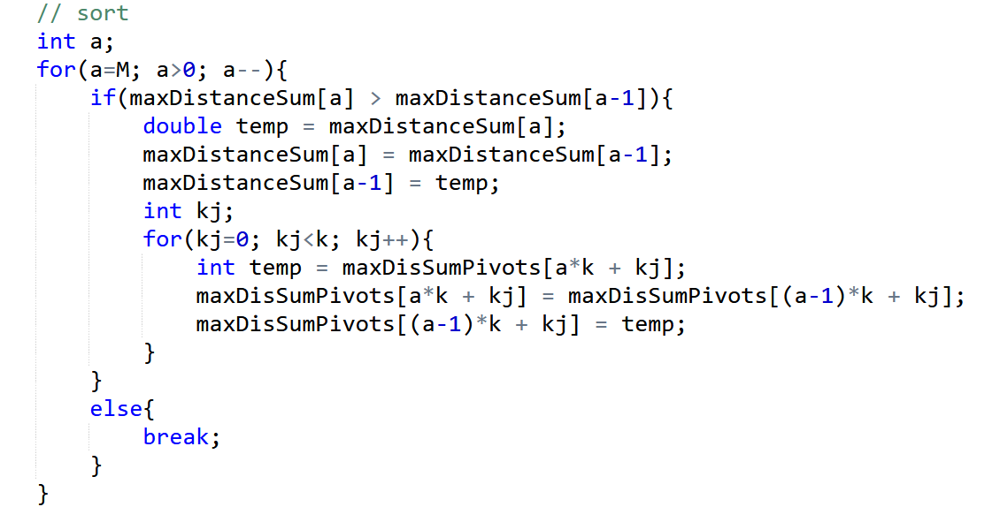 // sort
int a;
for(a=M; a>0; a--){
    if(maxDistanceSum[a] > maxDistanceSum[a-1]){
        double temp = maxDistanceSum[a];
        maxDistanceSum[a] = maxDistanceSum[a-1];
        maxDistanceSum[a-1] = temp;
        int kj;
        for(kj=0; kj<k; kj++){
            int temp = maxDisSumPivots[a*k + kj];
            maxDisSumPivots[a*k + kj] = maxDisSumPivots[(a-1)*k + kj];
            maxDisSumPivots[(a-1)*k + kj] = temp;
        }
    }
    else{
        break;
    }
}